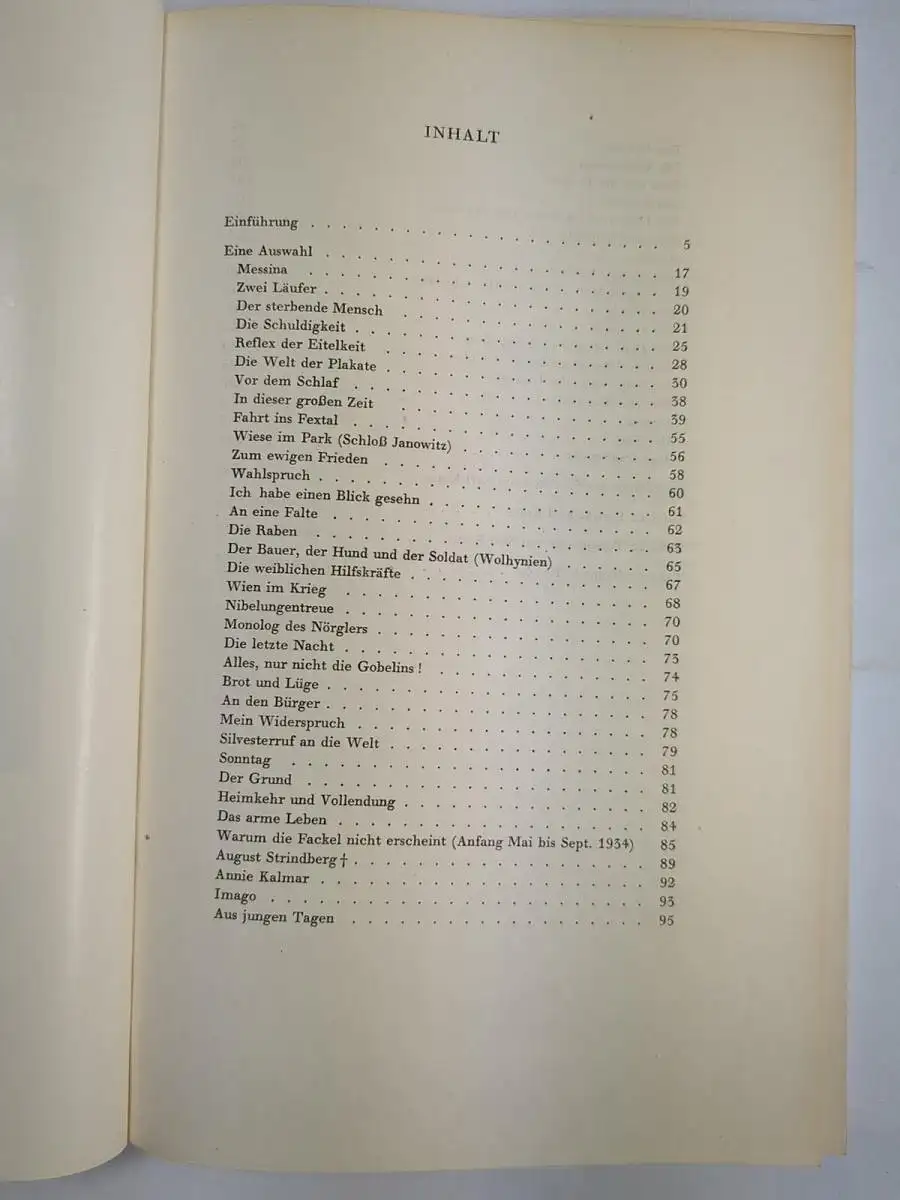 INHALT
Einführung . . . . . . . . . . . . . . . . . . . . . . 5
Eine Auswahl . . . . . . . . . . . . . . . . . . . . . 17
Messina . . . . . . . . . . . . . . . . . . . . . . 19
Zwei Läufer . . . . . . . . . . . . . . . . . . . . . 20
Der sterbende Mensch . . . . . . . . . . . . . . . . 21
Die Schuldigkeit . . . . . . . . . . . . . . . . . . . 25
Reflex der Eitelkeit . . . . . . . . . . . . . . . . . 28
Die Welt der Plakate . . . . . . . . . . . . . . . . . 30
Vor dem Schlaf . . . . . . . . . . . . . . . . . . . 38
In dieser großen Zeit . . . . . . . . . . . . . . . . 39
Fahrt ins Fextal . . . . . . . . . . . . . . . . . . . 55
Wiese im Park (Schloß Janowitz) . . . . . . . . . . . . 56
Zum ewigen Frieden . . . . . . . . . . . . . . . . . 58
Wahlspruch . . . . . . . . . . . . . . . . . . . . . 60
Ich habe einen Blick gesehn . . . . . . . . . . . . . . 61
An eine Falte . . . . . . . . . . . . . . . . . . . . 62
Die Raben . . . . . . . . . . . . . . . . . . . . . 63
Der Bauer, der Hund und der Soldat (Wolhynien) . . . . . . 65
Die weiblichen Hilfskräfte . . . . . . . . . . . . . . . 67
Wien im Krieg . . . . . . . . . . . . . . . . . . . 68
Nibelungentreue . . . . . . . . . . . . . . . . . . . 70
Monolog des Nörglers . . . . . . . . . . . . . . . . . 70
Die letzte Nacht . . . . . . . . . . . . . . . . . . . 73
Alles, nur nicht die Gobelins! . . . . . . . . . . . . . 74
Brot und Lüge . . . . . . . . . . . . . . . . . . . . 75
An den Bürger . . . . . . . . . . . . . . . . . . . . 78
Mein Widerspruch . . . . . . . . . . . . . . . . . . 78
Silvesterruf an die Welt . . . . . . . . . . . . . . . . 79
Sonntag . . . . . . . . . . . . . . . . . . . . . . 81
Der Grund . . . . . . . . . . . . . . . . . . . . . 81
Heimkehr und Vollendung . . . . . . . . . . . . . . . 82
Das arme Leben . . . . . . . . . . . . . . . . . . . 84
Warum die Fackel nicht erscheint (Anfang Mai bis Sept. 1934) 85
August Strindberg † . . . . . . . . . . . . . . . . . . 89
Annie Kalmar . . . . . . . . . . . . . . . . . . . . 92
Imago . . . . . . . . . . . . . . . . . . . . . . . 93
Aus jungen Tagen . . . . . . . . . . . . . . . . . . 95